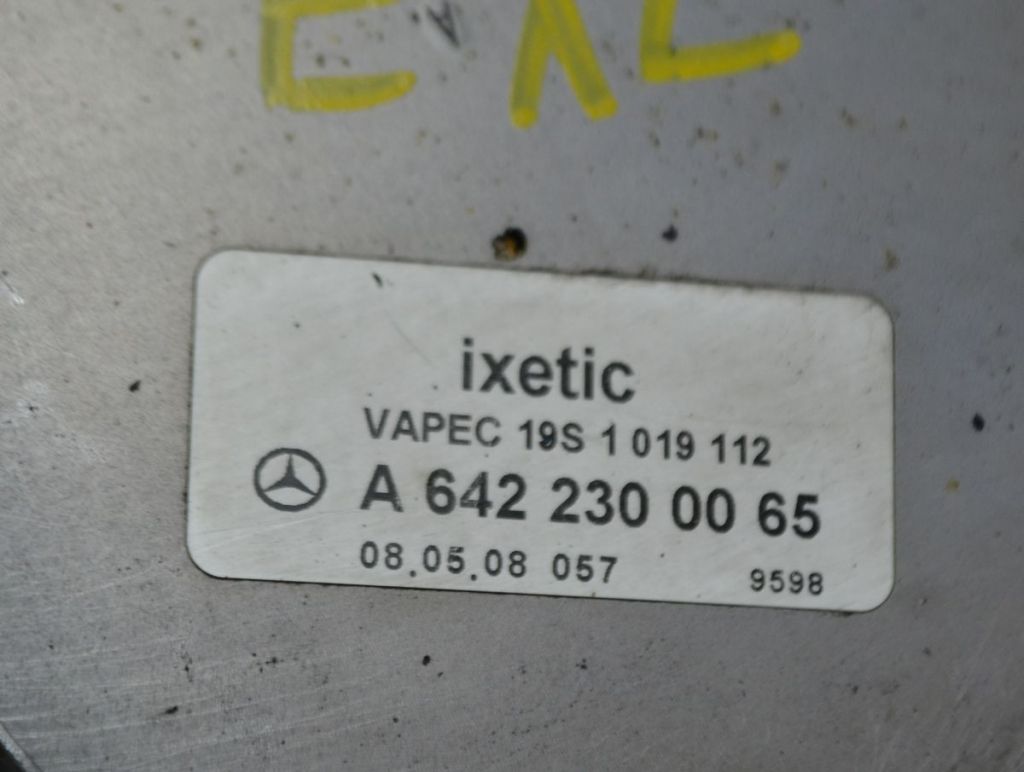 ixetic
VAPEC 19S 1 019 112
A 642 230 00 65
08.05.08 057 9598